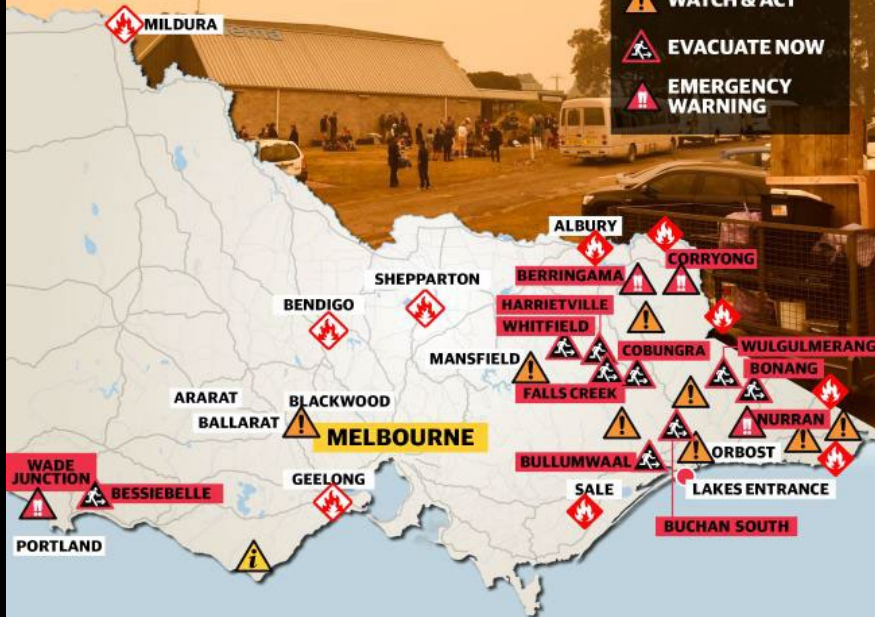 WATCH & ACT
EVACUATE NOW
EMERGENCY
WARNING
MILDURA
ALBURY
CORRYONG
BERRINGAMA
SHEPPARTON
HARRIETVILLE
BENDIGO
WHITFIELD
WULGULMERANG
COBUNGRA
MANSFIELD
BONANG
FALLS CREEK
ARARAT
BLACKWOOD
BALLARAT
NURRAN
MELBOURNE
ORBOST
BULLUMWAAL
WADE
JUNCTION
GEELONG
BESSIEBELLE
SALE
LAKES ENTRANCE
BUCHAN SOUTH
PORTLAND
i